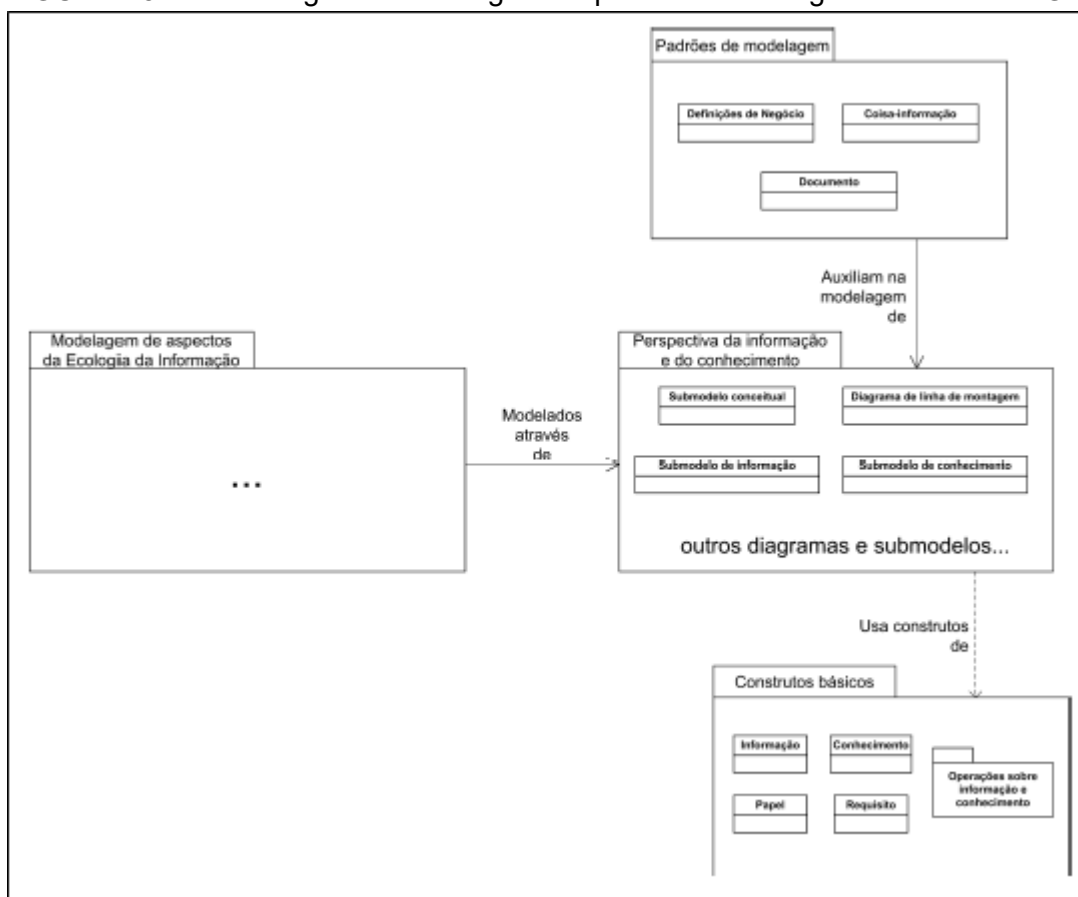 Padrões de modelagem
Definições de Negócio
Coisa-informação
Documento
Auxiliam na
modelagem
de
Modelagem de aspectos
da Ecologiia da Informação
...
Modelados
através
de
Perspectiva da informação
e do conhecimento
Submodelo conceitual
Diagrama de linha de montagem
Submodelo de informação
Submodelo de conhecimento
outros diagramas e submodelos...
Usa construtos
de
Construtos básicos
Informação
Conhecimento
Operações sobre
informação e
conhecimento
Papel
Requisito